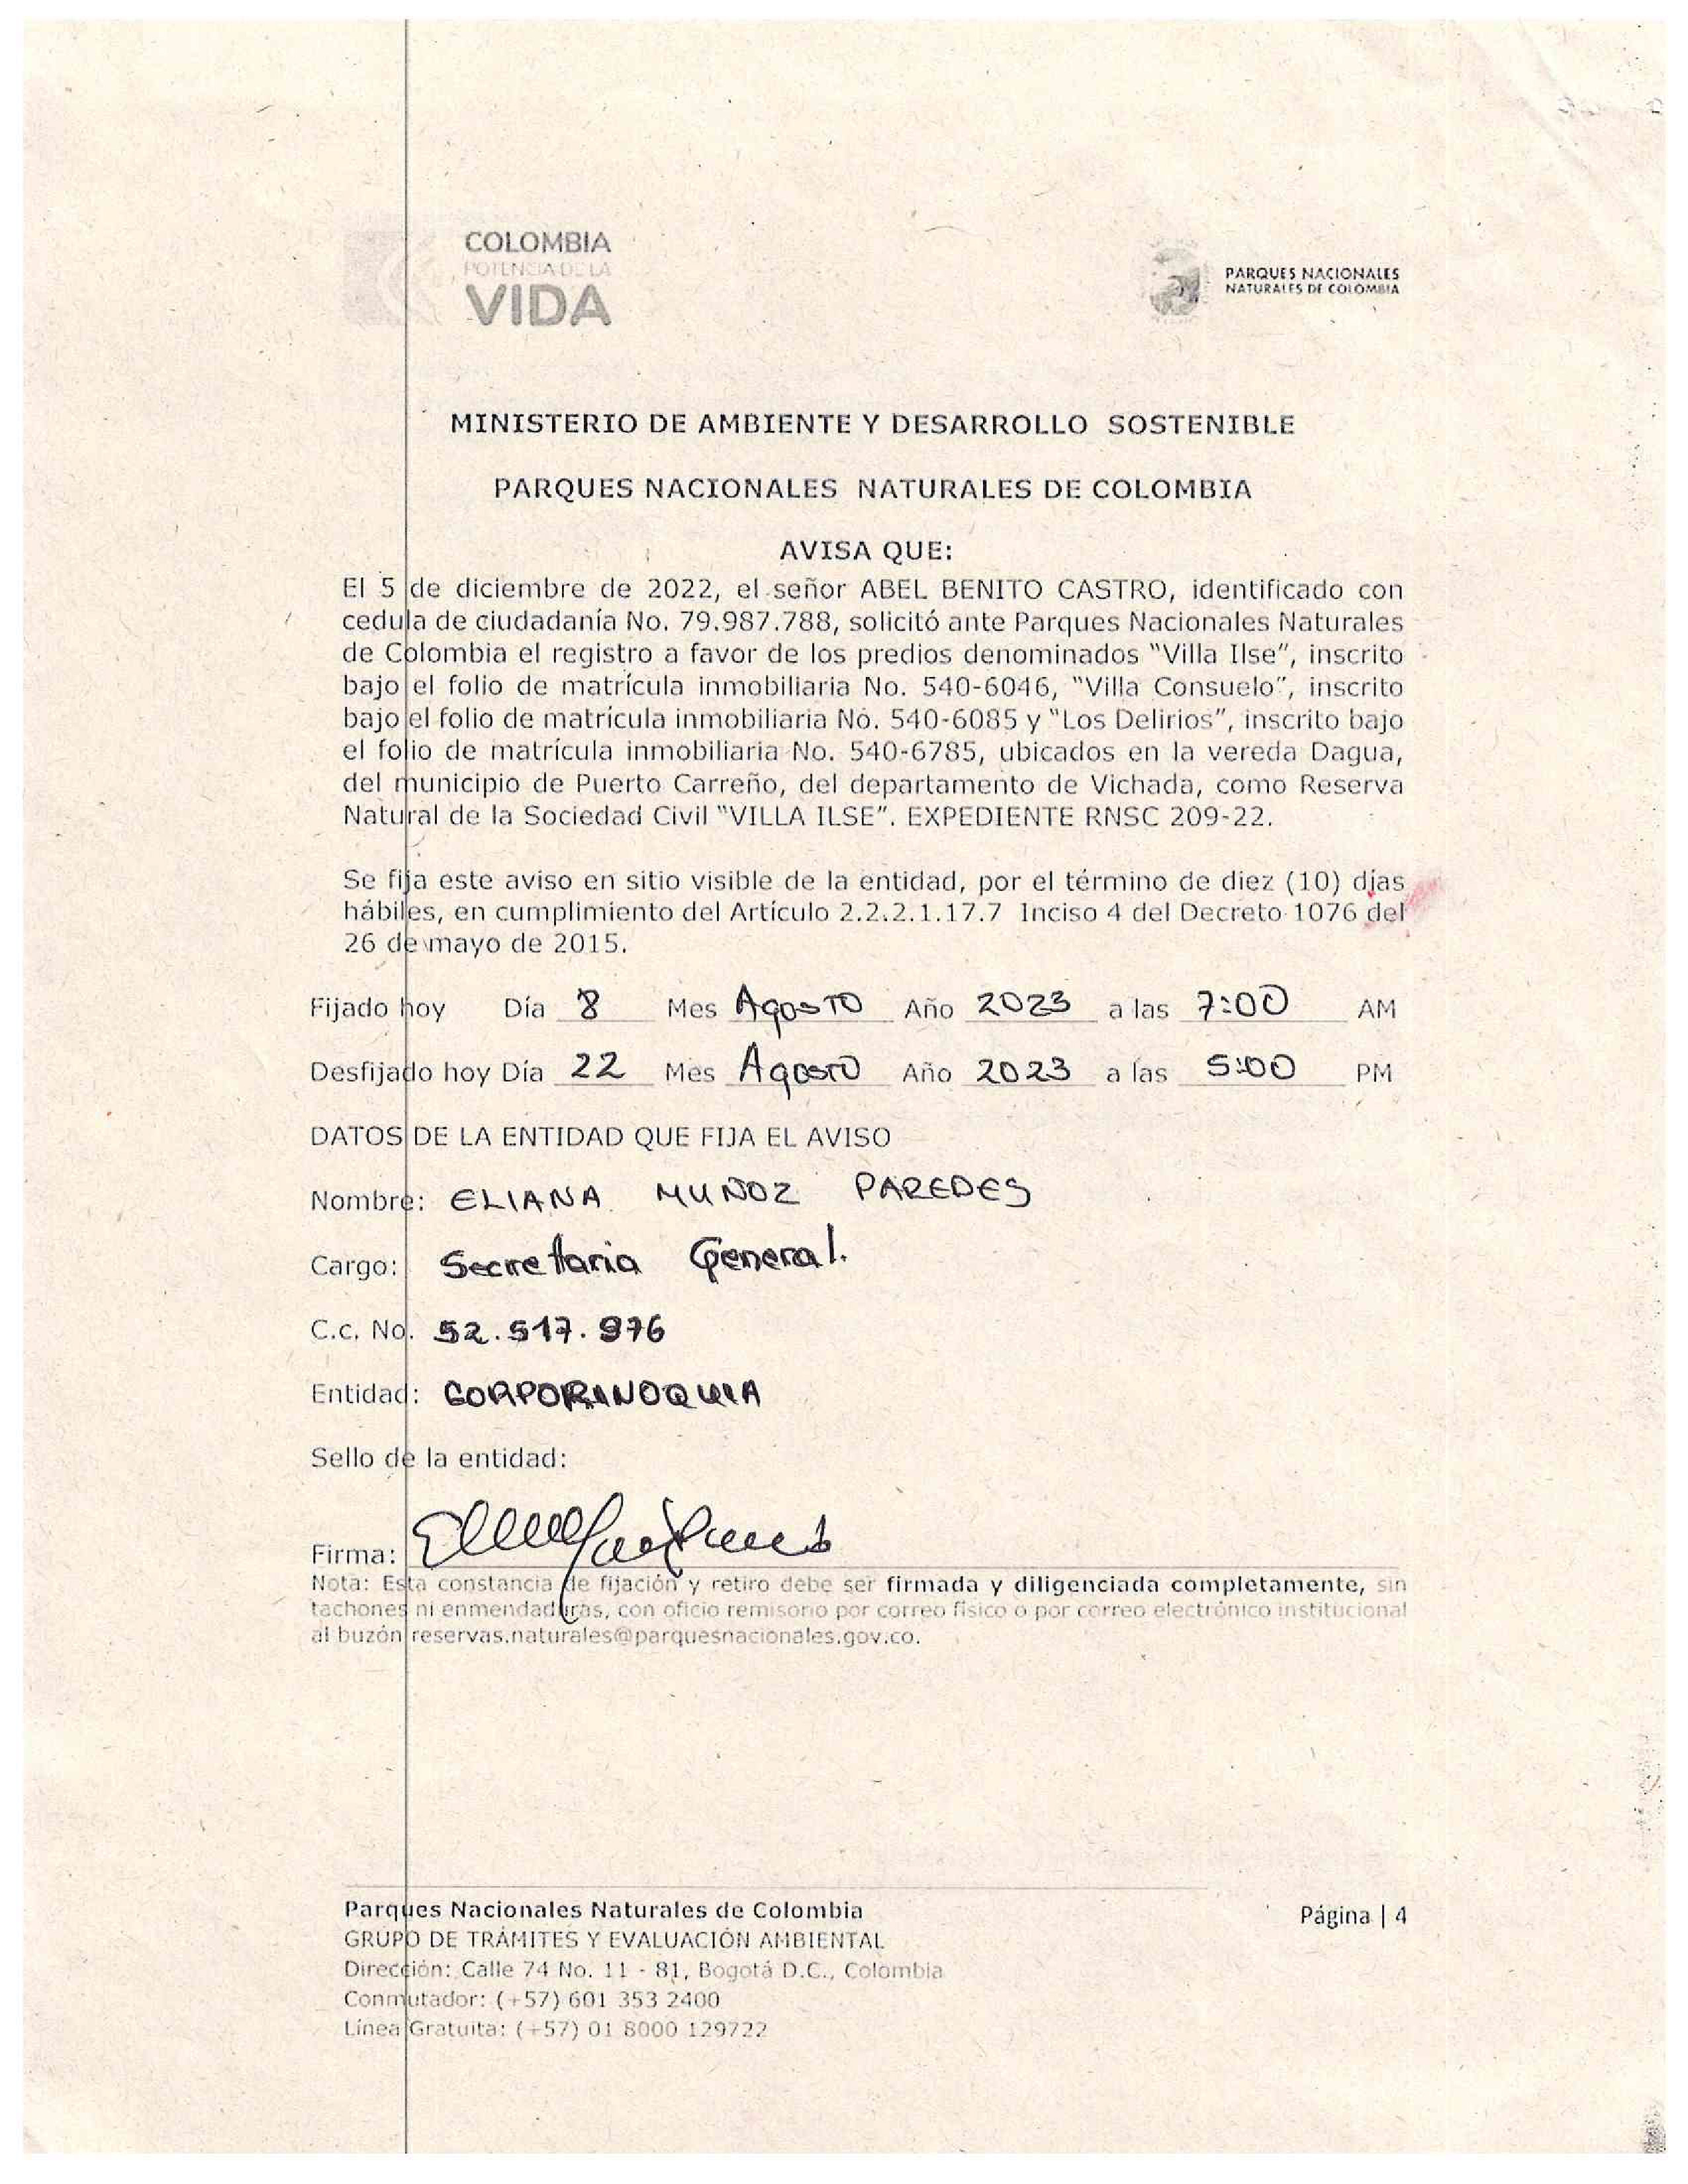 COLOMBIA
POTENCIA DE LA
VIDA
PARQUES NACIONALES
NATURALES DE COLOMBIA
MINISTERIO DE AMBIENTE Y DESARROLLO SOSTENIBLE
PARQUES NACIONALES NATURALES DE COLOMBIA
AVISA QUE:
El 5 de diciembre de 2022, el señor ABEL BENITO CASTRO, identificado con
cedula de ciudadanía No. 79.987.788, solicitó ante Parques Nacionales Naturales
de Colombia el registro a favor de los predios denominados "Villa Ilse", inscrito
bajo el folio de matrícula inmobiliaria No. 540-6046, "Villa Consuelo", inscrito
bajo el folio de matrícula inmobiliaria No. 540-6085 y "Los Delirios", inscrito bajo
el folio de matrícula inmobiliaria No. 540-6785, ubicados en la vereda Dagua,
del municipio de Puerto Carreño, del departamento de Vichada, como Reserva
Natural de la Sociedad Civil "VILLA ILSE". EXPEDIENTE RNSC 209-22.
Se fija este aviso en sitio visible de la entidad, por el término de diez (10) días
hábiles, en cumplimiento del Artículo 2.2.2.1.17.7 Inciso 4 del Decreto 1076 del
26 de mayo de 2015.
Fijado hoy Día 8 Mes Agosto Año 2023 a las 7:00 AM
Desfijado hoy Día 22 Mes Agosto Año 2023 a las 5:00 PM
DATOS DE LA ENTIDAD QUE FIJA EL AVISO
Nombre: ELIANA MUÑOZ PAREDES
Cargo: Secretaria General.
C.c. No. 52.517.976
Entidad: CORPORINOQUIA
Sello de la entidad:
Firma:
Nota: Esta constancia de fijación y retiro debe ser firmada y diligenciada completamente, sin
tachones ni enmendaduras, con oficio remisorio por correo físico o por correo electrónico institucional
al buzón reservas.naturales@parquesnacionales.gov.co.
Parques Nacionales Naturales de Colombia
GRUPO DE TRÁMITES Y EVALUACIÓN AMBIENTAL
Dirección: Calle 74 No. 11 - 81, Bogotá D.C., Colombia
Conmutador: (+57) 601 353 2400
Línea Gratuita: (+57) 01 8000 129722
Página | 4